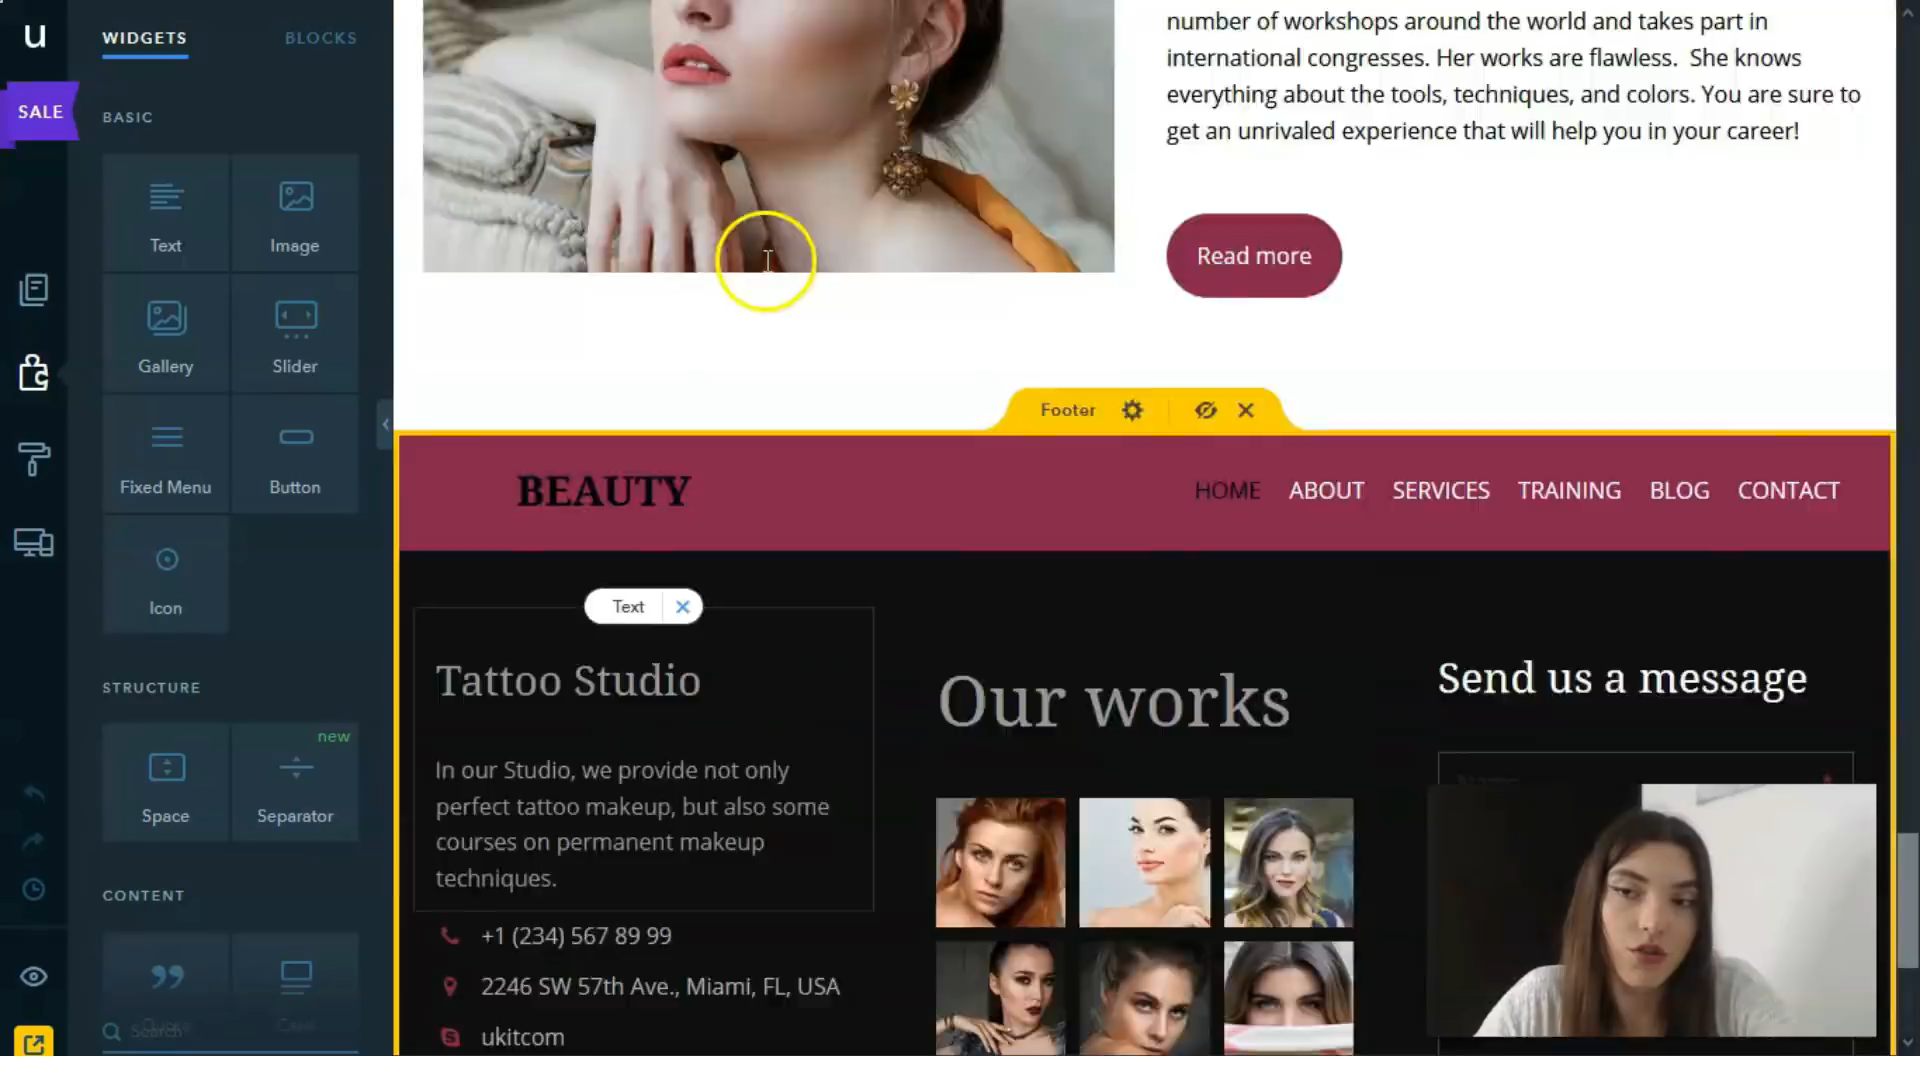 u
WIDGETS
BLOCKS
SALE
BASIC
Text
Image
Gallery
Slider
Fixed Menu
Button
Icon
STRUCTURE
new
Space
Separator
CONTENT
Search
number of workshops around the world and takes part in
international congresses. Her works are flawless. She knows
everything about the tools, techniques, and colors. You are sure to
get an unrivaled experience that will help you in your career!
Read more
Footer
BEAUTY
HOME ABOUT SERVICES TRAINING BLOG CONTACT
Text
Tattoo Studio
In our Studio, we provide not only
perfect tattoo makeup, but also some
courses on permanent makeup
techniques.
+1 (234) 567 89 99
2246 SW 57th Ave., Miami, FL, USA
ukitcom
Our works
Send us a message